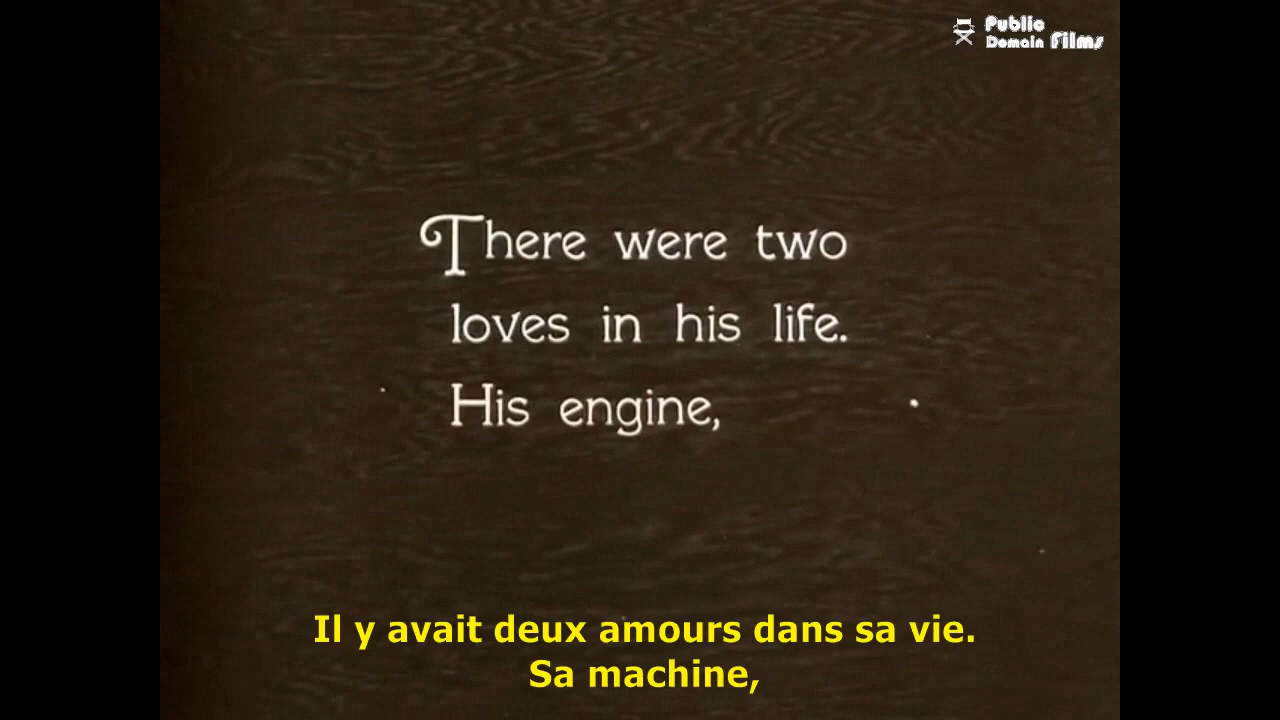 Public
Domain Films
There were two
loves in his life.
His engine,
Il y avait deux amours dans sa vie.
Sa machine,